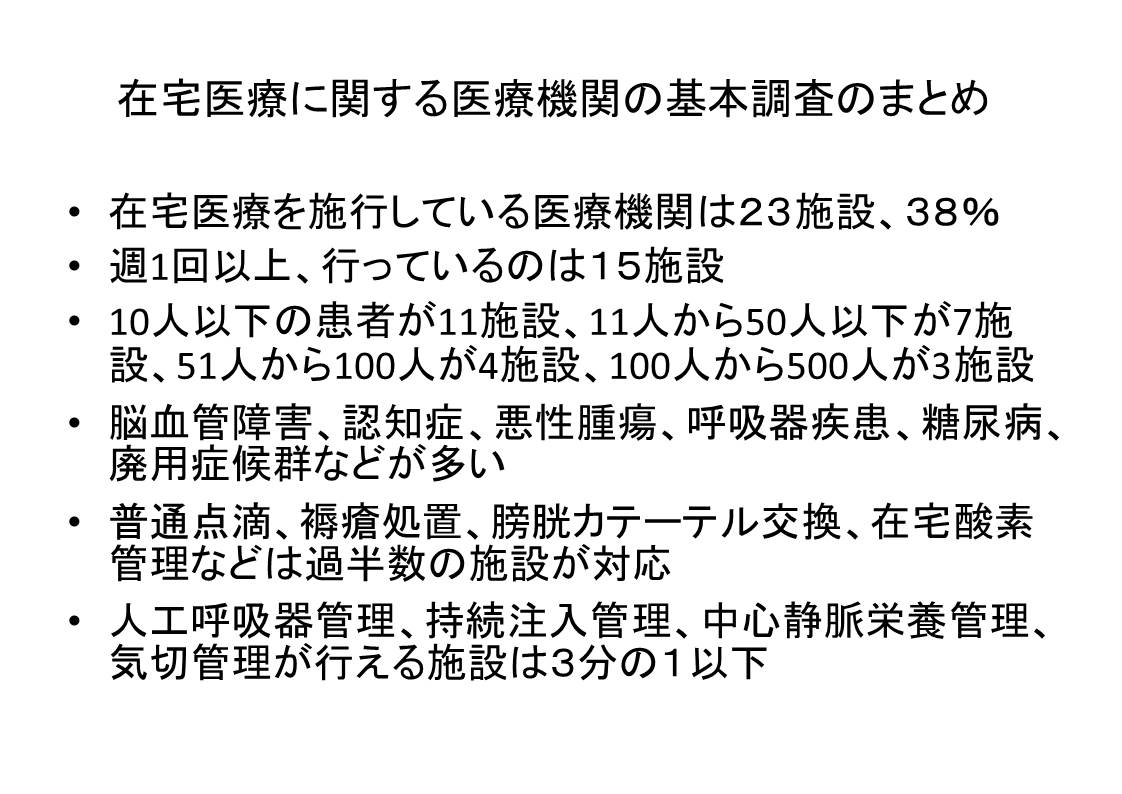 在宅医療に関する医療機関の基本調査のまとめ
• 在宅医療を施行している医療機関は２３施設、３８％
• 週1回以上、行っているのは１５施設
• 10人以下の患者が11施設、11人から50人以下が7施
設、51人から100人が4施設、100人から500人が3施設
• 脳血管障害、認知症、悪性腫瘍、呼吸器疾患、糖尿病、
廃用症候群などが多い
• 普通点滴、褥瘡処置、膀胱カテーテル交換、在宅酸素
管理などは過半数の施設が対応
• 人工呼吸器管理、持続注入管理、中心静脈栄養管理、
気切管理が行える施設は３分の１以下